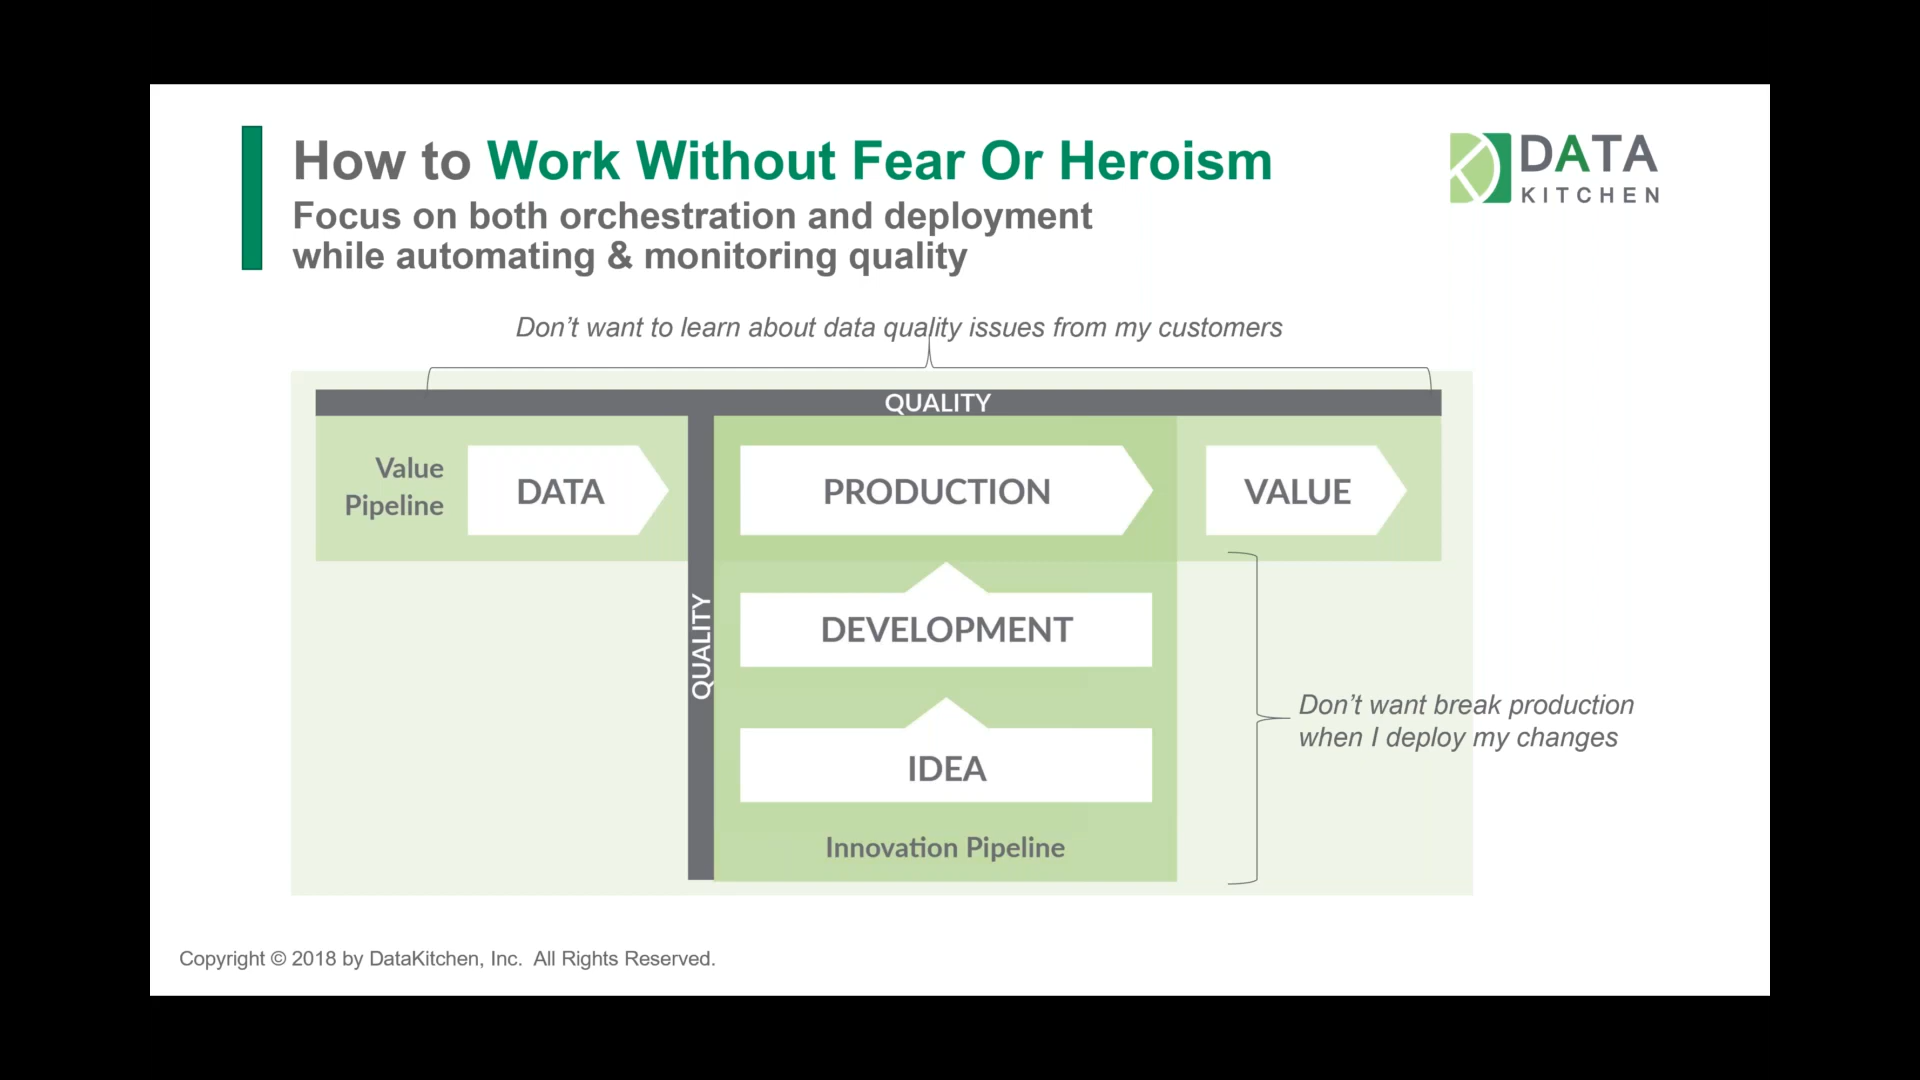 How to Work Without Fear Or Heroism
Focus on both orchestration and deployment
while automating & monitoring quality
DATA
KITCHEN
Don't want to learn about data quality issues from my customers
QUALITY
Value
Pipeline
DATA
PRODUCTION
VALUE
QUALITY
DEVELOPMENT
IDEA
Innovation Pipeline
Don't want break production
when I deploy my changes
Copyright © 2018 by DataKitchen, Inc.  All Rights Reserved.